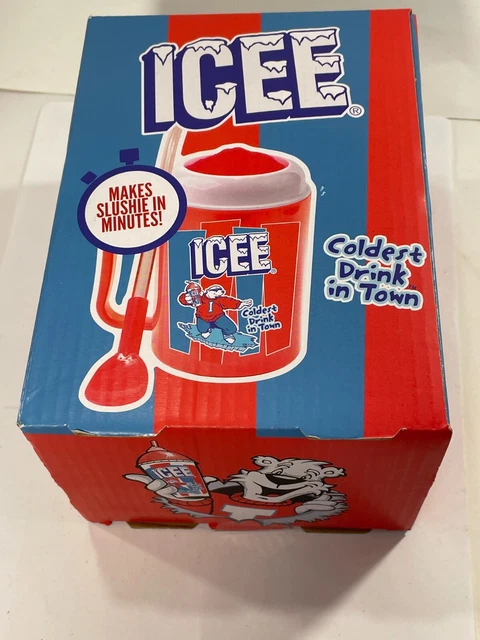 ICEE®
MAKES
SLUSHIE IN
MINUTES!
ICEE
Coldest
Drink
in Town
Coldest
Drink
in Town
ICEE